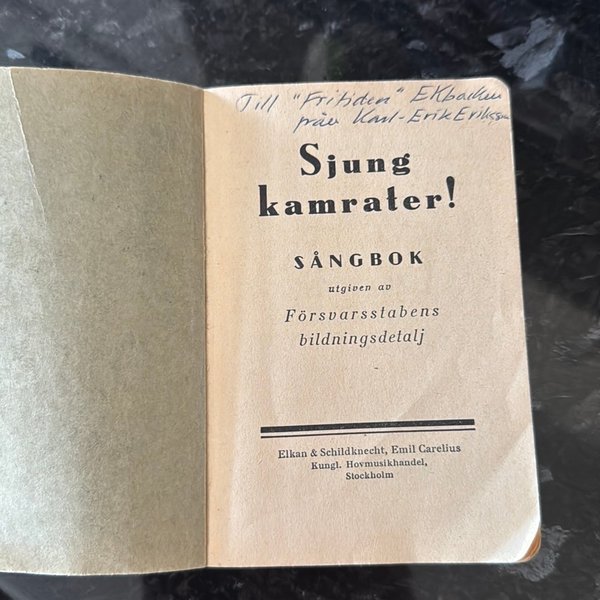 Till "Fritiden" EKbacken
från Karl-Erik Eriksson
Sjung
kamrater!
SÅNGBOK
utgiven av
Försvarsstabens
bildningsdetalj
Elkan & Schildknecht, Emil Carelius
Kungl. Hovmusikhandel,
Stockholm